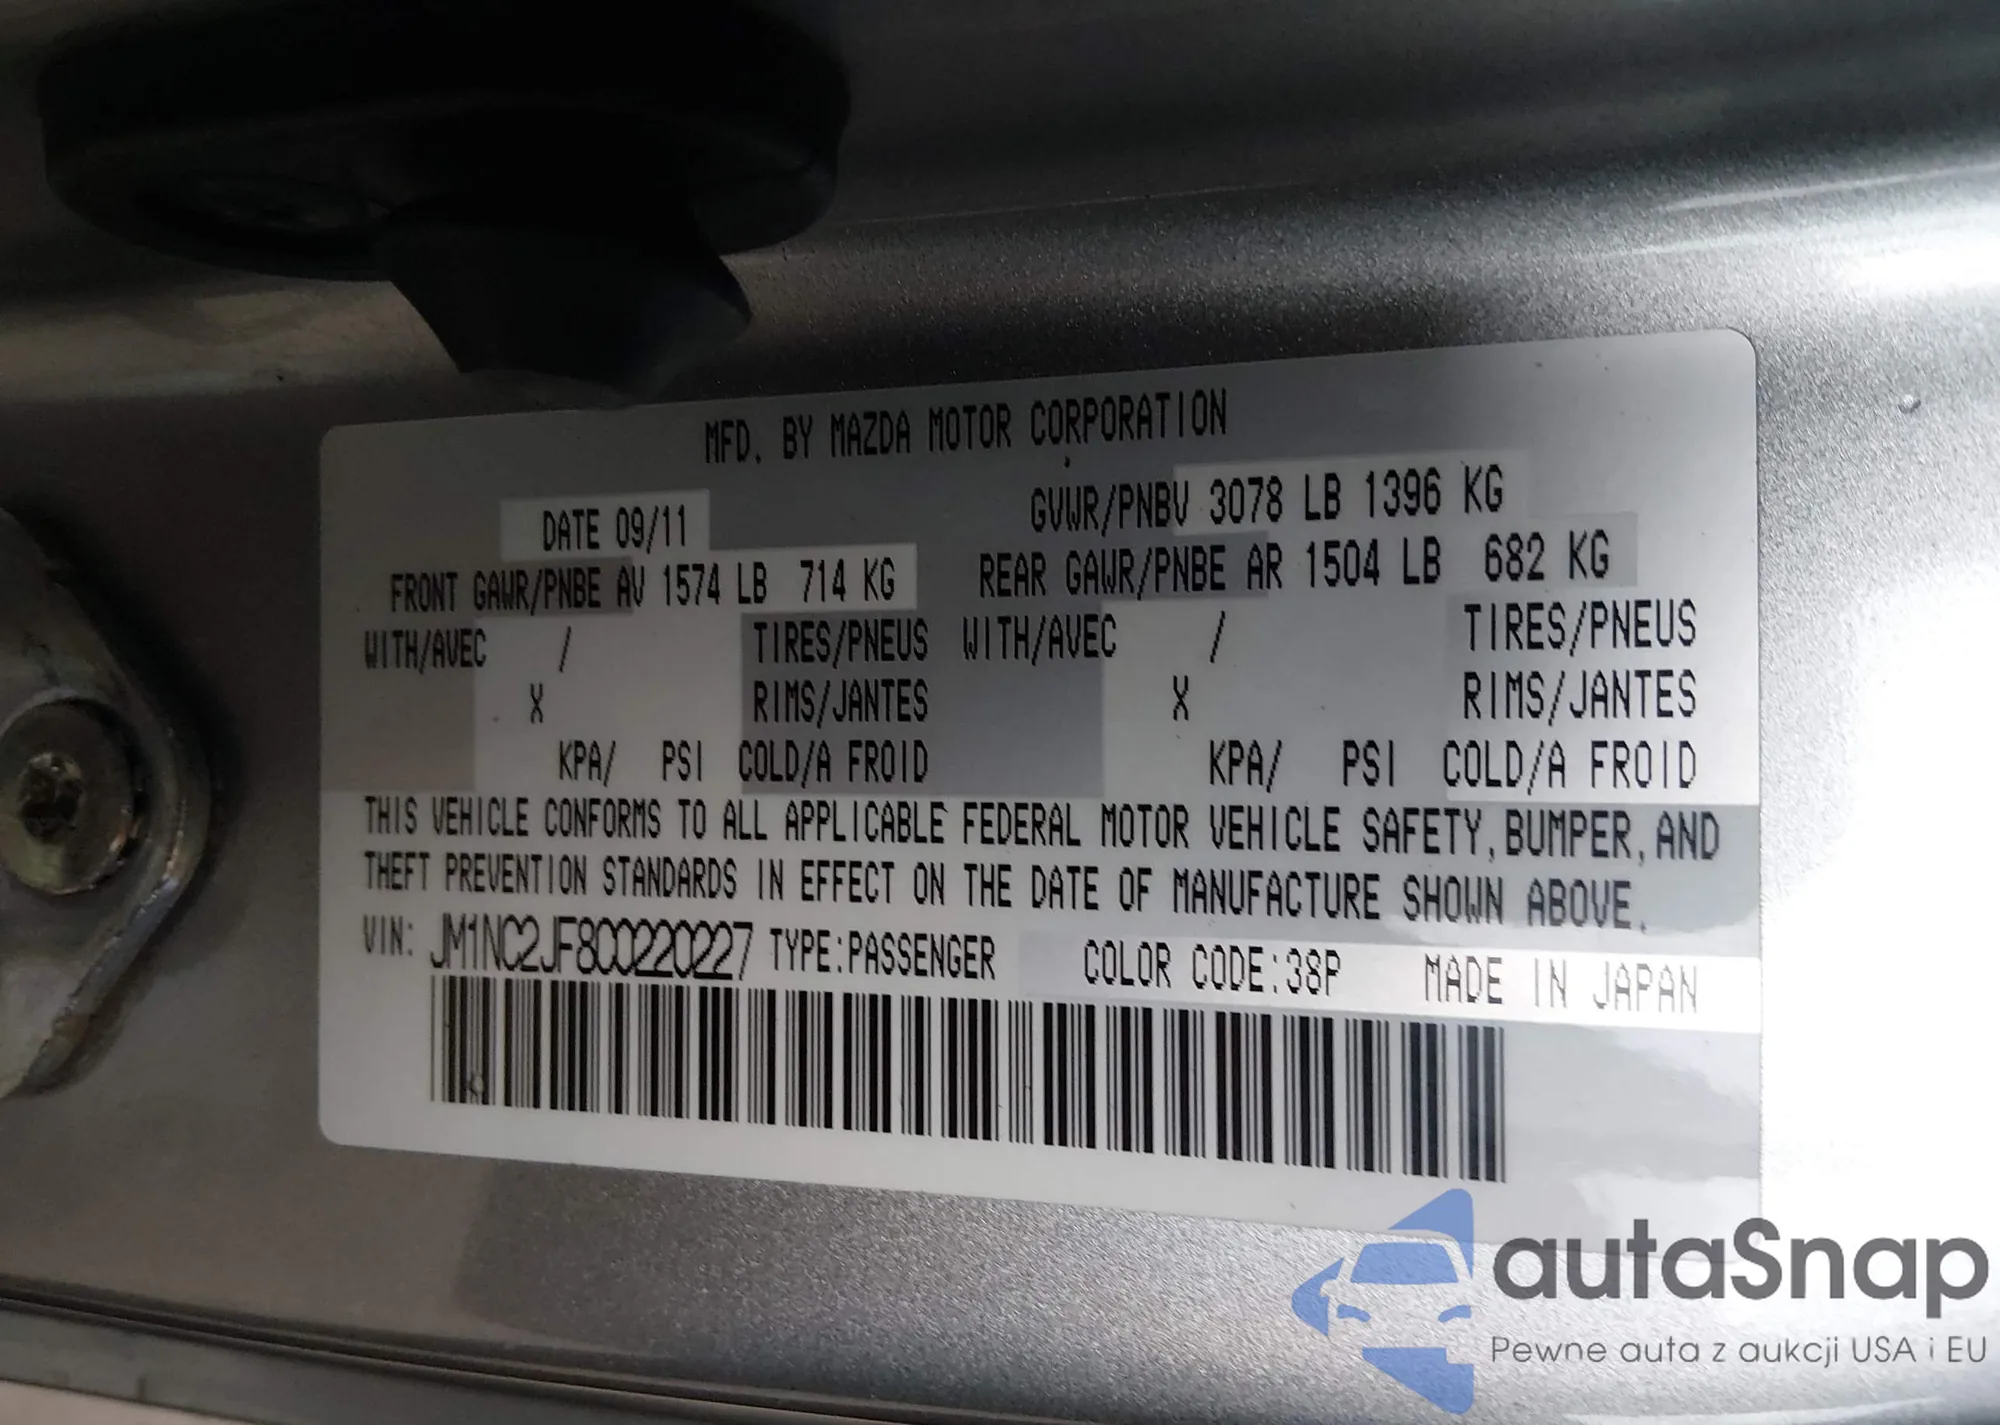 MFD. BY MAZDA MOTOR CORPORATION
DATE 09/11 GVWR/PNBV 3078 LB 1396 KG
FRONT GAWR/PNBE AV 1574 LB 714 KG REAR GAWR/PNBE AR 1504 LB 682 KG
WITH/AVEC / TIRES/PNEUS WITH/AVEC / TIRES/PNEUS
X RIMS/JANTES X RIMS/JANTES
KPA/ PSI COLD/A FROID KPA/ PSI COLD/A FROID
THIS VEHICLE CONFORMS TO ALL APPLICABLE FEDERAL MOTOR VEHICLE SAFETY, BUMPER, AND
THEFT PREVENTION STANDARDS IN EFFECT ON THE DATE OF MANUFACTURE SHOWN ABOVE.
VIN: JM1NC2JF8C0220227 TYPE:PASSENGER COLOR CODE:38P MADE IN JAPAN
autaSnap
Pewne auta z aukcji USA i EU